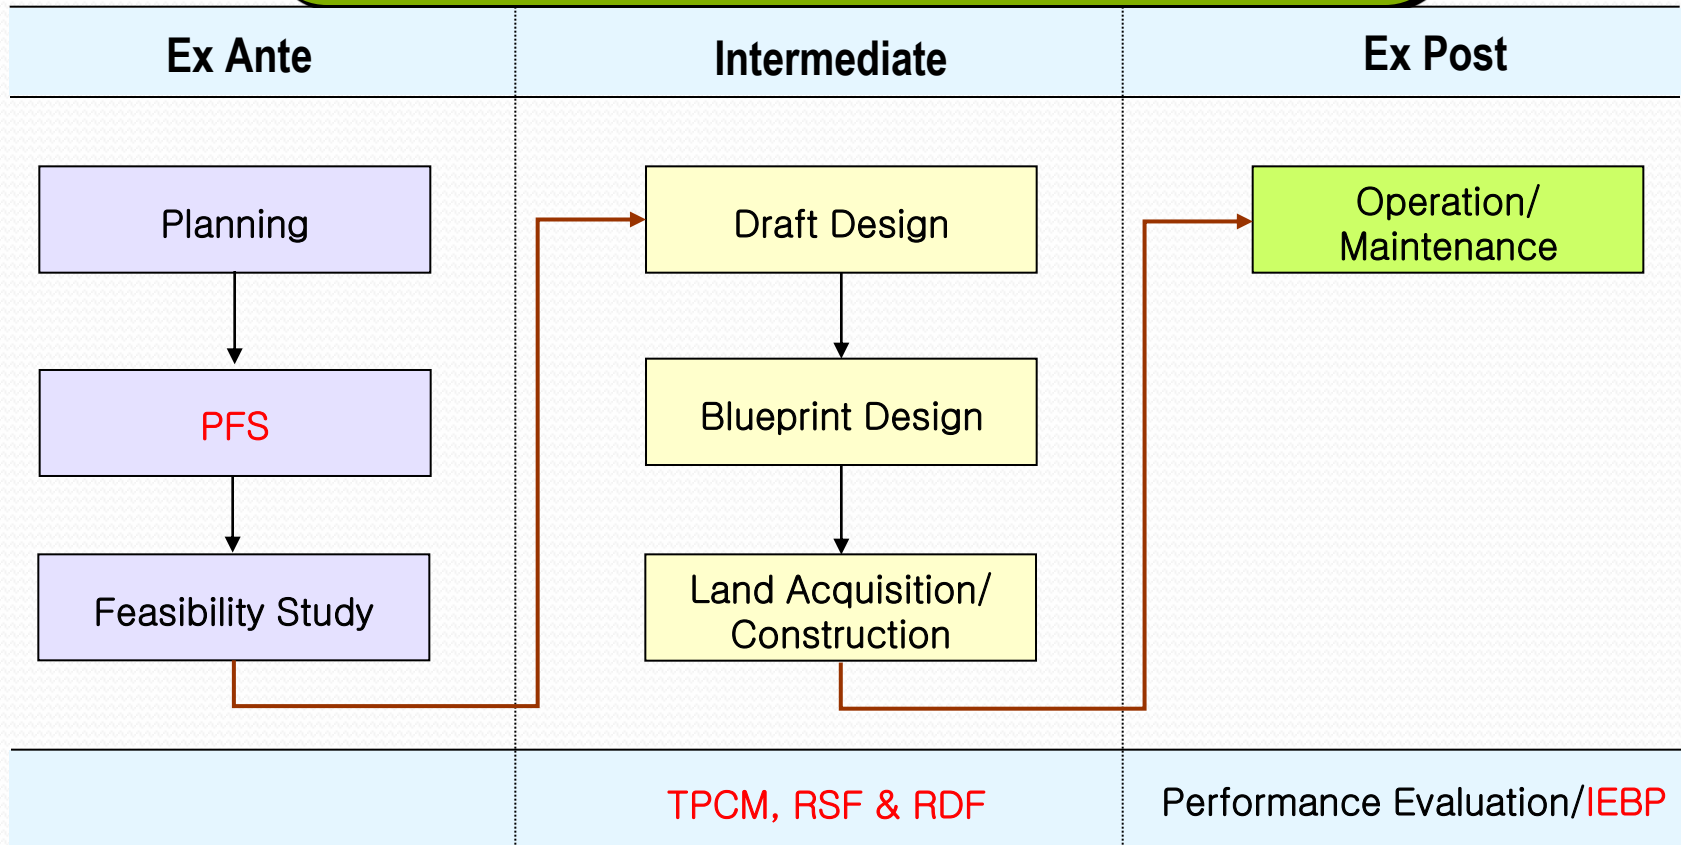 Ex Ante
Intermediate
Ex Post
Planning
PFS
Feasibility Study
Draft Design
Blueprint Design
Land Acquisition/
Construction
Operation/
Maintenance
TPCM, RSF & RDF
Performance Evaluation/IEBP